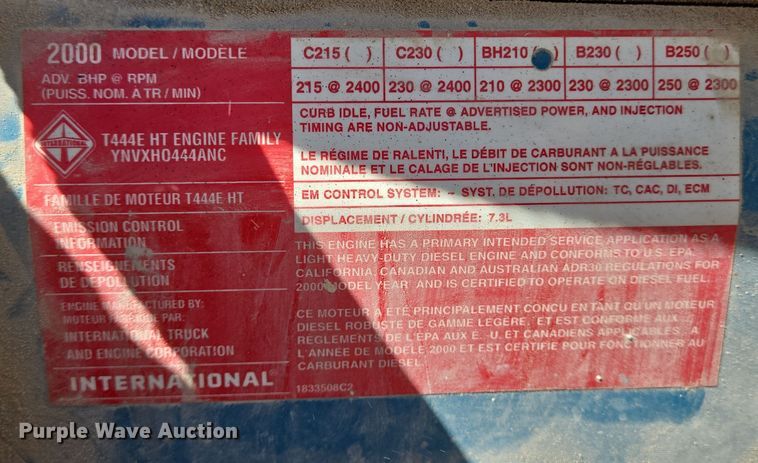 2000 MODEL / MODÈLE
ADV. BHP @ RPM
(PUISS. NOM. À TR / MIN)
C215 ( ) C230 ( ) BH210 ( ) B230 ( ) B250 ( )
215 @ 2400 230 @ 2400 210 @ 2300 230 @ 2300 250 @ 2300
INTERNATIONAL
T444E HT ENGINE FAMILY
YNVXH0444ANC
FAMILLE DE MOTEUR T444E HT
EMISSION CONTROL
INFORMATION
RENSEIGNEMENTS
DE DÉPOLLUTION
ENGINE MANUFACTURED BY:
MOTEUR FABRIQUÉ PAR:
INTERNATIONAL TRUCK
AND ENGINE CORPORATION
INTERNATIONAL
CURB IDLE, FUEL RATE @ ADVERTISED POWER, AND INJECTION
TIMING ARE NON-ADJUSTABLE.
LE RÉGIME DE RALENTI, LE DÉBIT DE CARBURANT A LA PUISSANCE
NOMINALE ET LE CALAGE DE L'INJECTION SONT NON-RÉGLABLES.
EM CONTROL SYSTEM: - SYST. DE DÉPOLLUTION: TC, CAC, DI, ECM
DISPLACEMENT / CYLINDRÉE: 7.3L
THIS ENGINE HAS A PRIMARY INTENDED SERVICE APPLICATION AS A
LIGHT HEAVY-DUTY DIESEL ENGINE AND CONFORMS TO U.S. EPA,
CALIFORNIA, CANADIAN AND AUSTRALIAN ADR30 REGULATIONS FOR
2000 MODEL YEAR AND IS CERTIFIED TO OPERATE ON DIESEL FUEL.
CE MOTEUR A ÉTÉ PRINCIPALEMENT CONÇU EN TANT QU'UN MOTEUR
DIESEL ROBUSTE DE GAMME LÉGÈRE, ET EST CONFORME AUX
RÈGLEMENTS DE L'EPA AUX É. U. ET CANADIENS APPLICABLES À
L'ANNÉE DE MODÈLE 2000 ET EST CERTIFIÉ POUR FONCTIONNER AU
CARBURANT DIESEL.
1833508C2
Purple Wave Auction